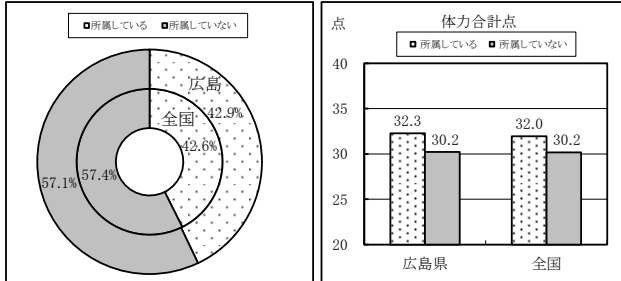 所属している 所属していない
広島
42.9%
全国
42.6%
57.1%
57.4%
点 体力合計点
所属している 所属していない
40
35
30
25
20
32.3
30.2
32.0
30.2
広島県 全国